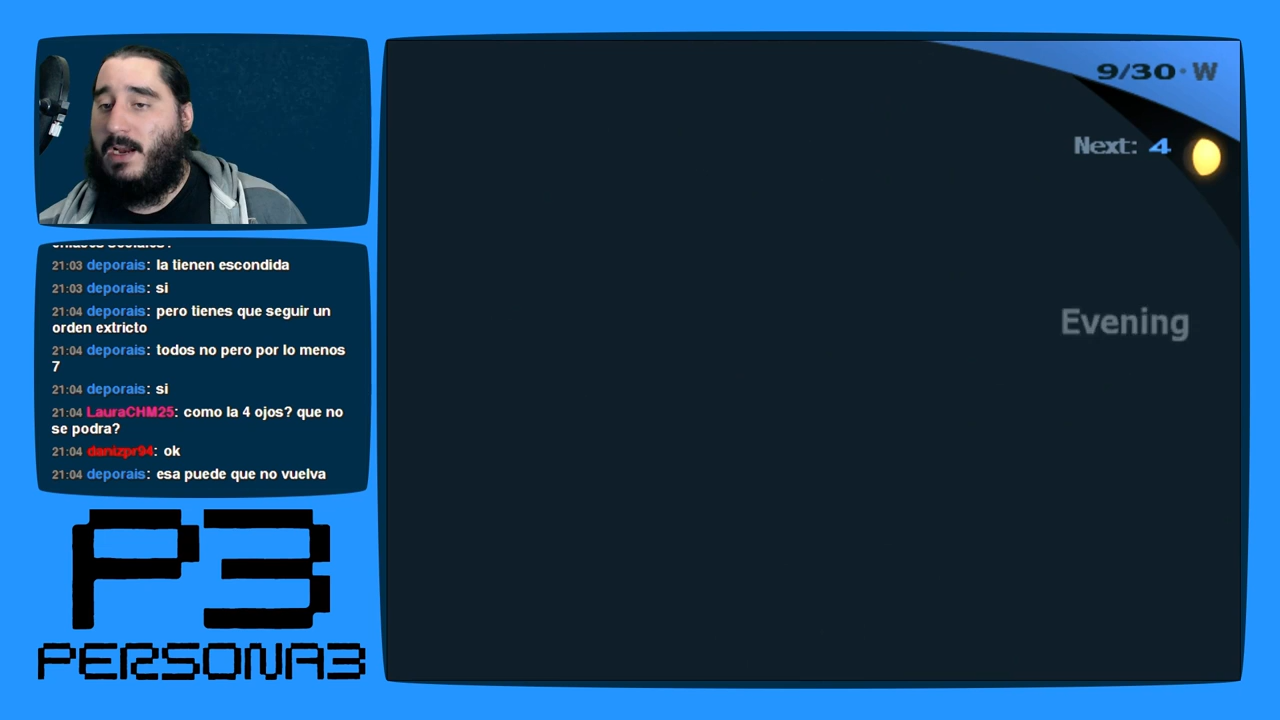 9/30·W
Next: 4
Evening
21:03 deporais: la tienen escondida
21:03 deporais: si
21:04 deporais: pero tienes que seguir un
orden extricto
21:04 deporais: todos no pero por lo menos
7
21:04 deporais: si
21:04 LauraCHM25: como la 4 ojos? que no
se podra?
21:04 danizpr94: ok
21:04 deporais: esa puede que no vuelva
P3
PERSONA3